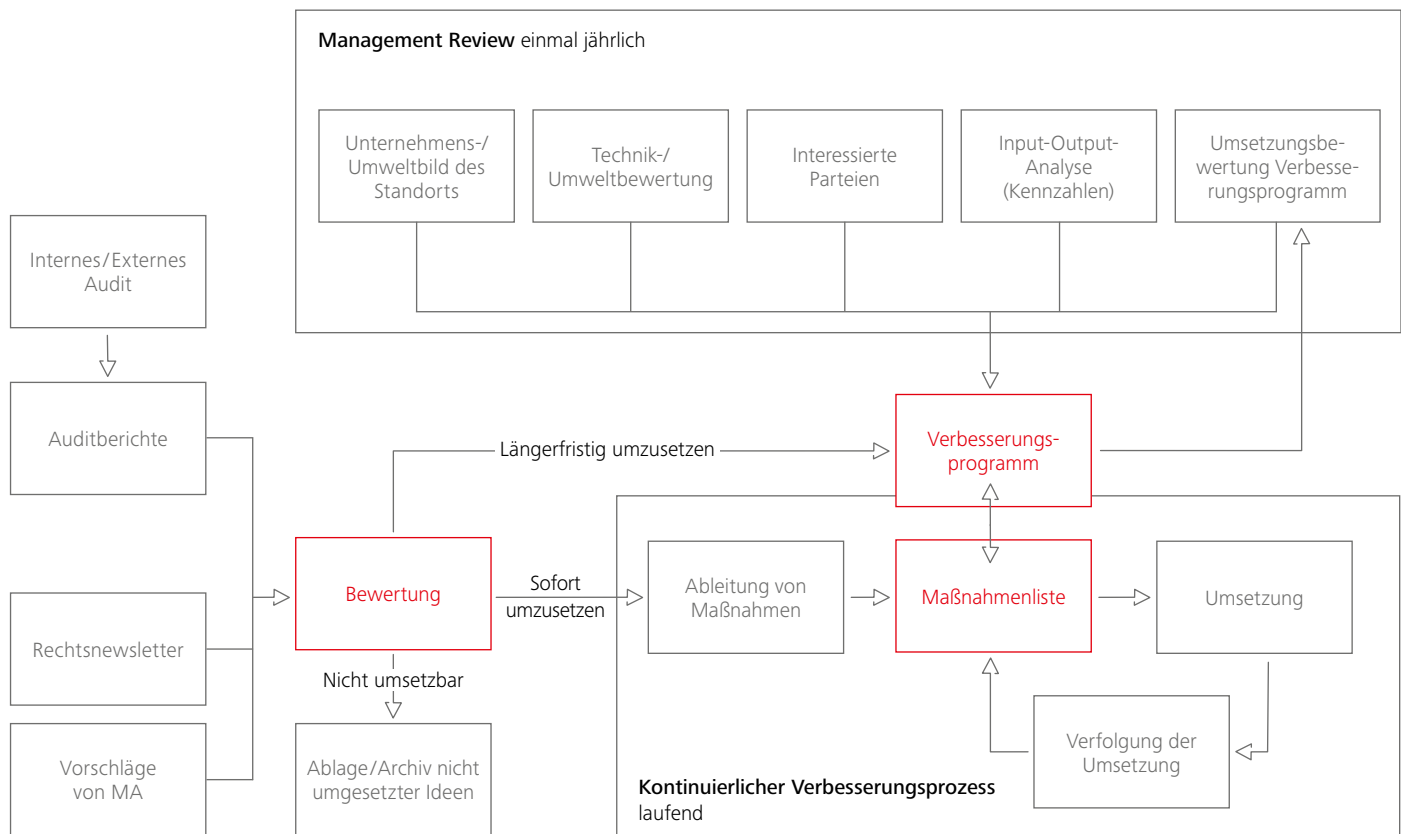 Management Review einmal jährlich
Unternehmens-/
Umweltbild des
Standorts
Technik-/
Umweltbewertung
Interessierte
Parteien
Input-Output-
Analyse
(Kennzahlen)
Umsetzungsbe-
wertung Verbesse-
rungsprogramm
Internes/Externes
Audit
Auditberichte
Rechtsnewsletter
Vorschläge
von MA
Bewertung
Längerfristig umzusetzen
Sofort
umzusetzen
Nicht umsetzbar
Ablage/Archiv nicht
umgesetzter Ideen
Verbesserungs-
programm
Ableitung von
Maßnahmen
Maßnahmenliste
Umsetzung
Verfolgung der
Umsetzung
Kontinuierlicher Verbesserungsprozess
laufend